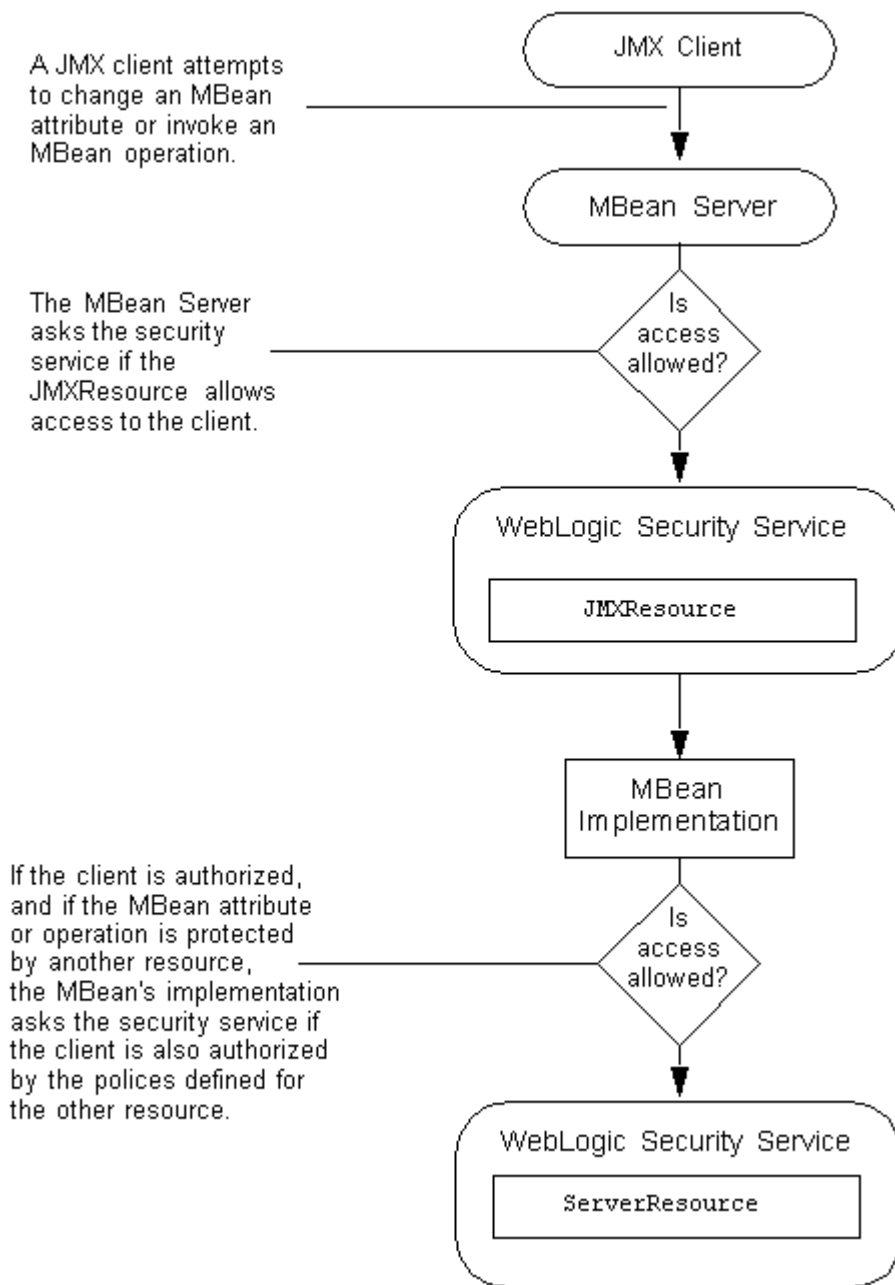 JMX Client
A JMX client attempts
to change an MBean
attribute or invoke an
MBean operation.
MBean Server
The MBean Server
asks the security
service if the
JMXResource allows
access to the client.
Is
access
allowed?
WebLogic Security Service
JMXResource
MBean
Implementation
If the client is authorized,
and if the MBean attribute
or operation is protected
by another resource,
the MBean's implementation
asks the security service if
the client is also authorized
by the polices defined for
the other resource.
Is
access
allowed?
WebLogic Security Service
ServerResource